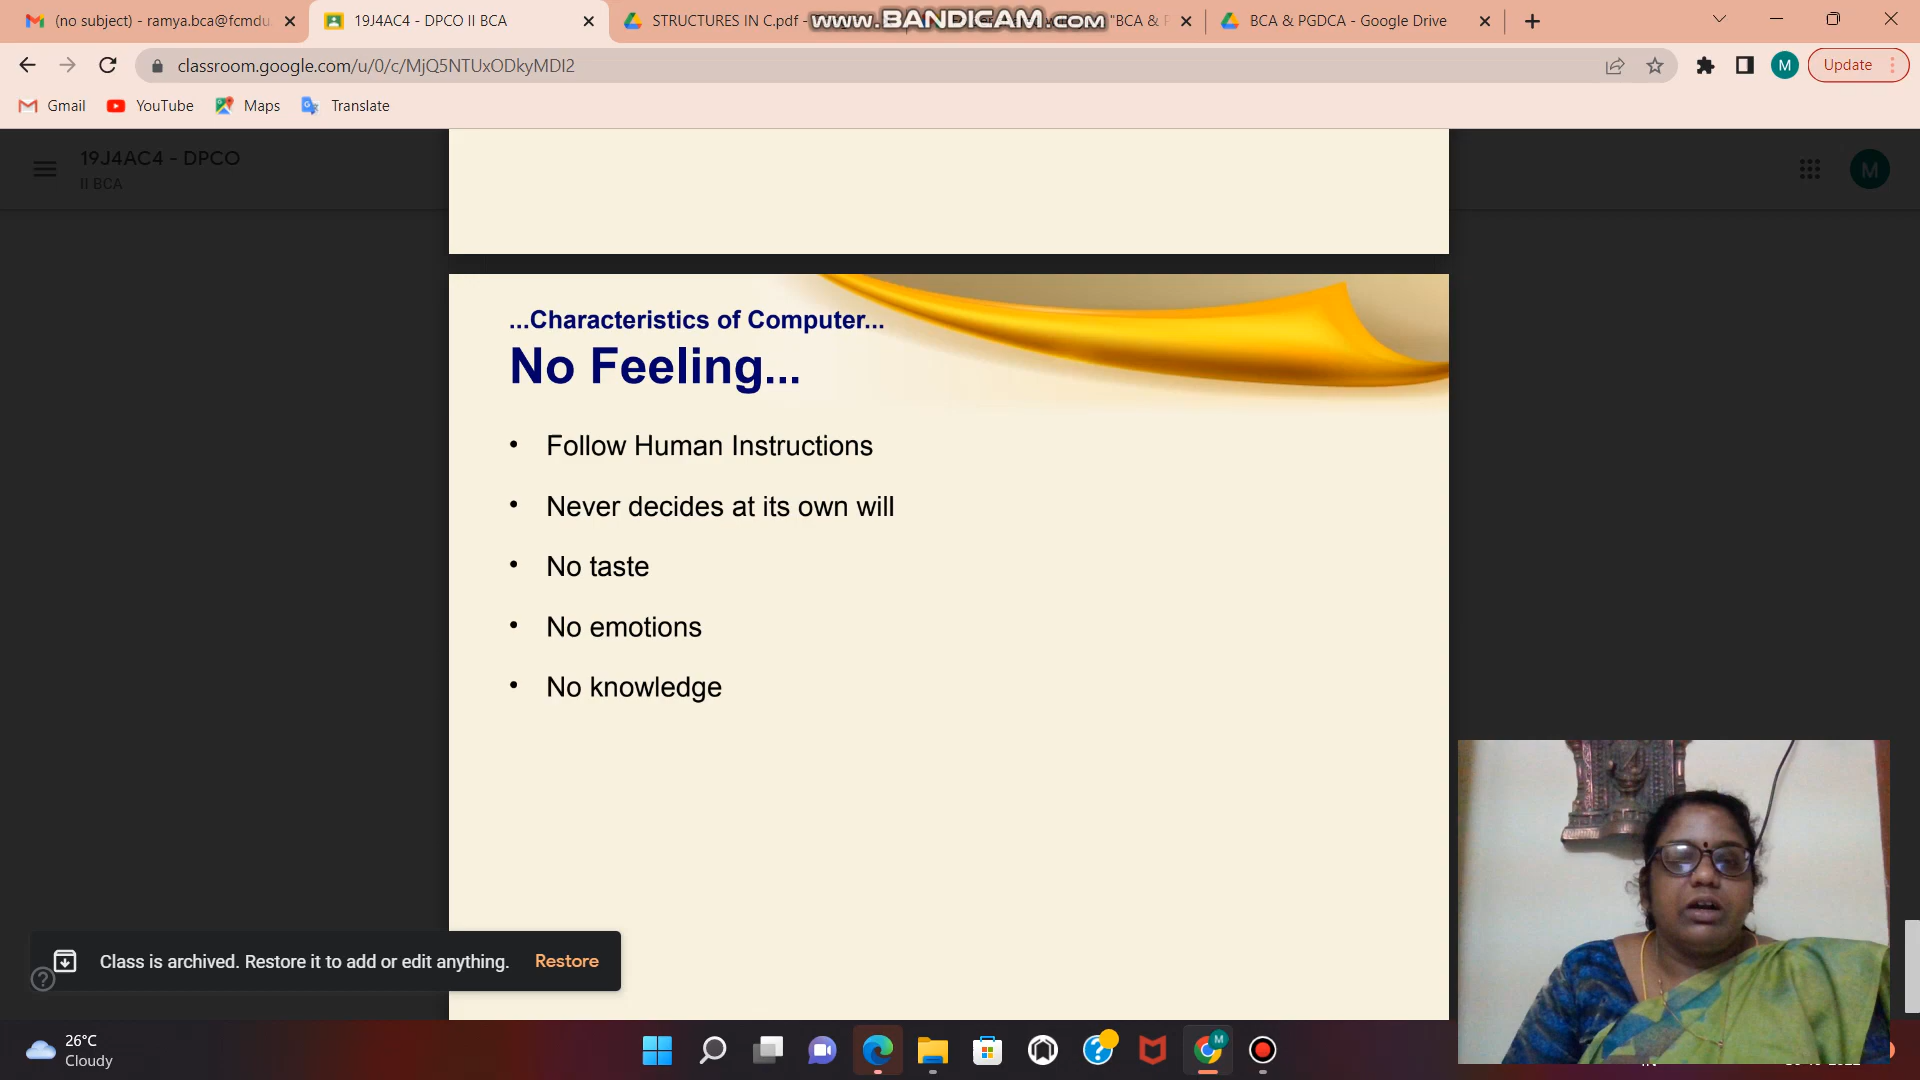 (no subject) - ramya.bca@fcmdu
19J4AC4 - DPCO II BCA
STRUCTURES IN C.pdf -
www.BANDICAM.com
"BCA & P
BCA & PGDCA - Google Drive
classroom.google.com/u/0/c/MjQ5NTUxODkyMDI2
M
Update
Gmail
YouTube
Maps
Translate
19J4AC4 - DPCO
II BCA
M
...Characteristics of Computer...
No Feeling...
• Follow Human Instructions
• Never decides at its own will
• No taste
• No emotions
• No knowledge
Class is archived. Restore it to add or edit anything.
Restore
26°C
Cloudy